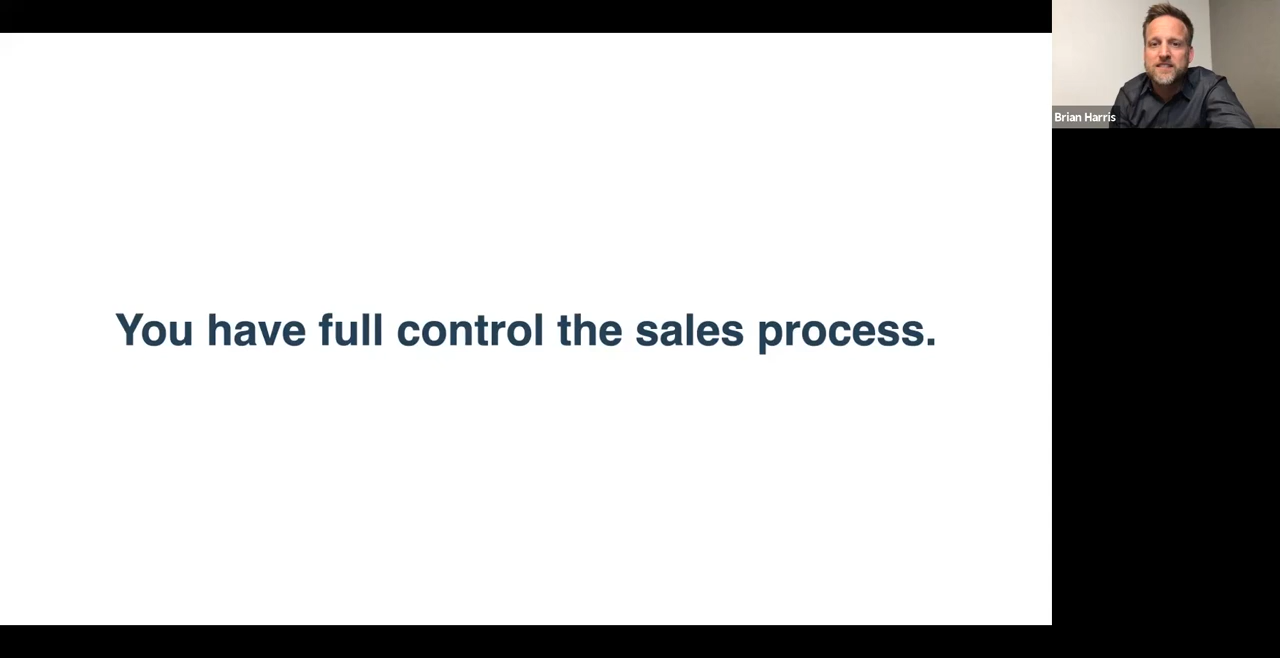 You have full control the sales process.
Brian Harris